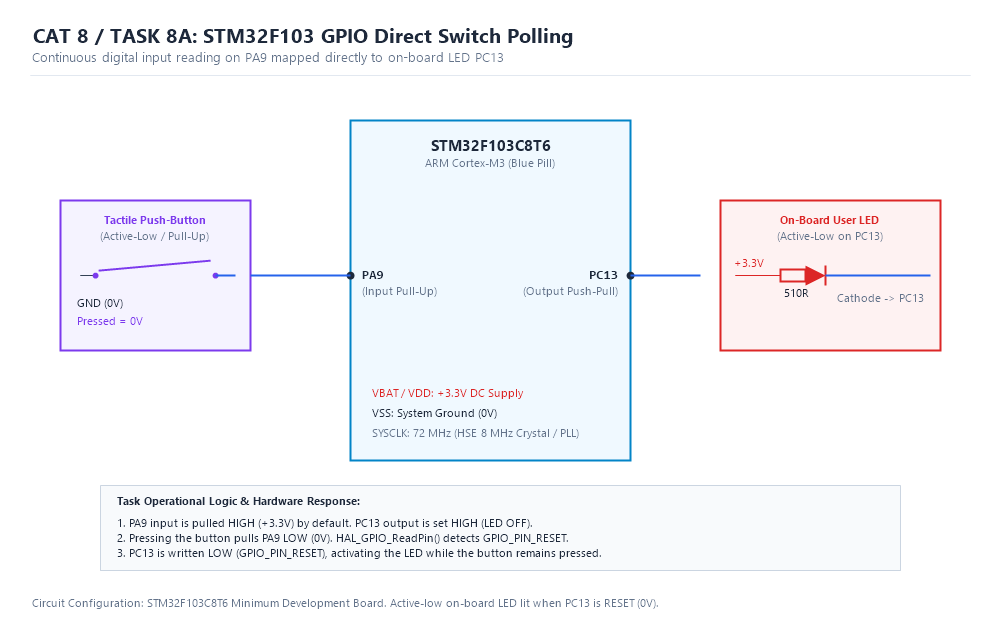 CAT 8 / TASK 8A: STM32F103 GPIO Direct Switch Polling
Continuous digital input reading on PA9 mapped directly to on-board LED PC13
STM32F103C8T6
ARM Cortex-M3 (Blue Pill)
Tactile Push-Button
(Active-Low / Pull-Up)
GND (0V)
Pressed = 0V
PA9
(Input Pull-Up)
PC13
(Output Push-Pull)
On-Board User LED
(Active-Low on PC13)
+3.3V
510R
Cathode -> PC13
VBAT / VDD: +3.3V DC Supply
VSS: System Ground (0V)
SYSCLK: 72 MHz (HSE 8 MHz Crystal / PLL)
Task Operational Logic & Hardware Response:
1. PA9 input is pulled HIGH (+3.3V) by default. PC13 output is set HIGH (LED OFF).
2. Pressing the button pulls PA9 LOW (0V). HAL_GPIO_ReadPin() detects GPIO_PIN_RESET.
3. PC13 is written LOW (GPIO_PIN_RESET), activating the LED while the button remains pressed.
Circuit Configuration: STM32F103C8T6 Minimum Development Board. Active-low on-board LED lit when PC13 is RESET (0V).